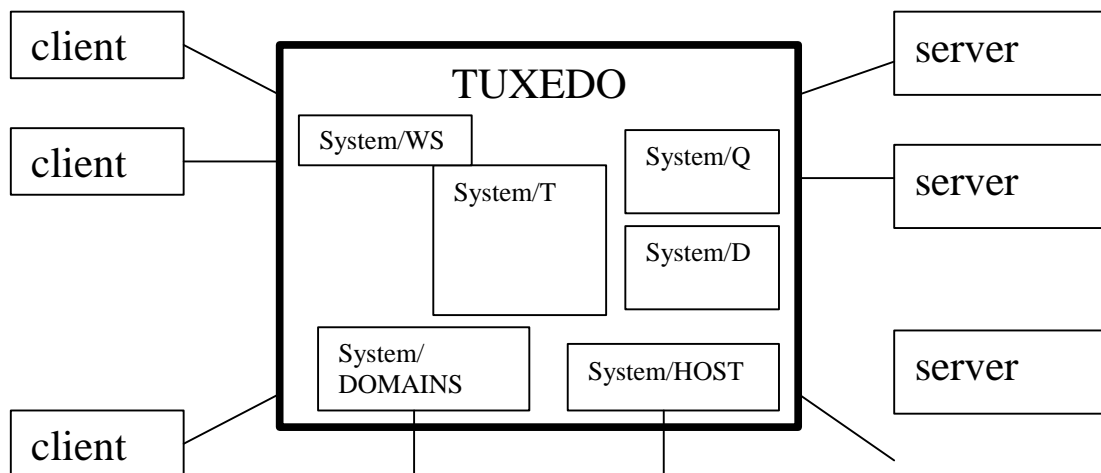 client
client
client
TUXEDO
System/WS
System/T
System/Q
System/D
System/
DOMAINS
System/HOST
server
server
server